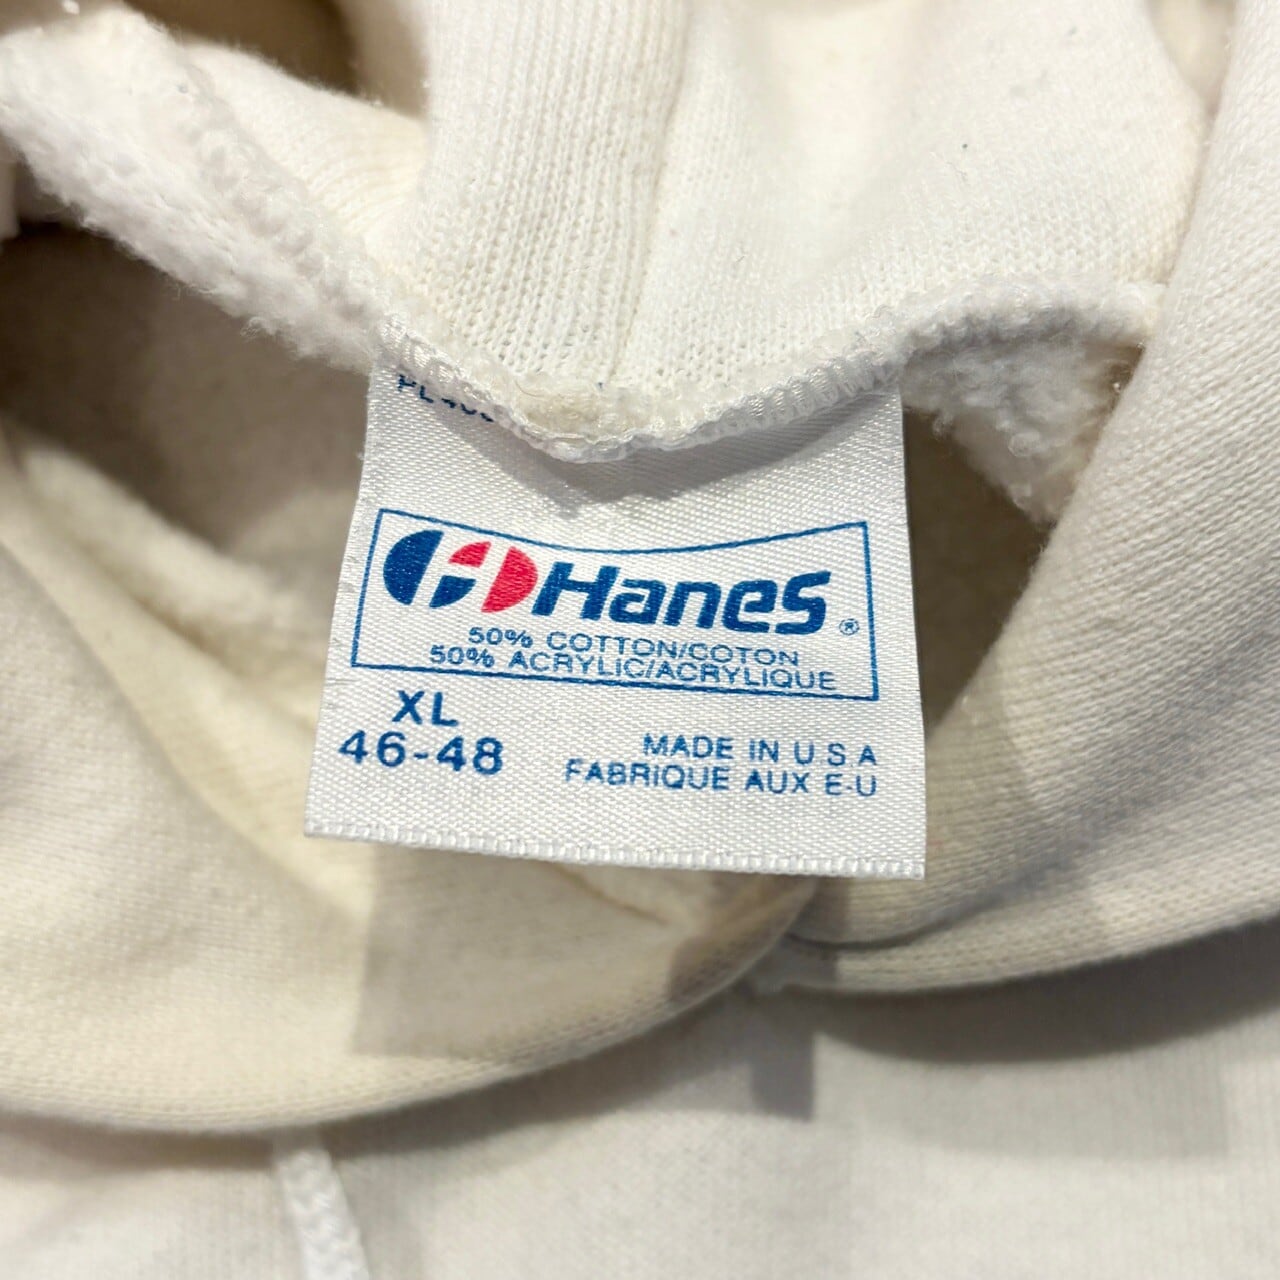 Hanes ®
50% COTTON/COTON
50% ACRYLIC/ACRYLIQUE
XL
46-48
MADE IN U S A
FABRIQUE AUX E-U